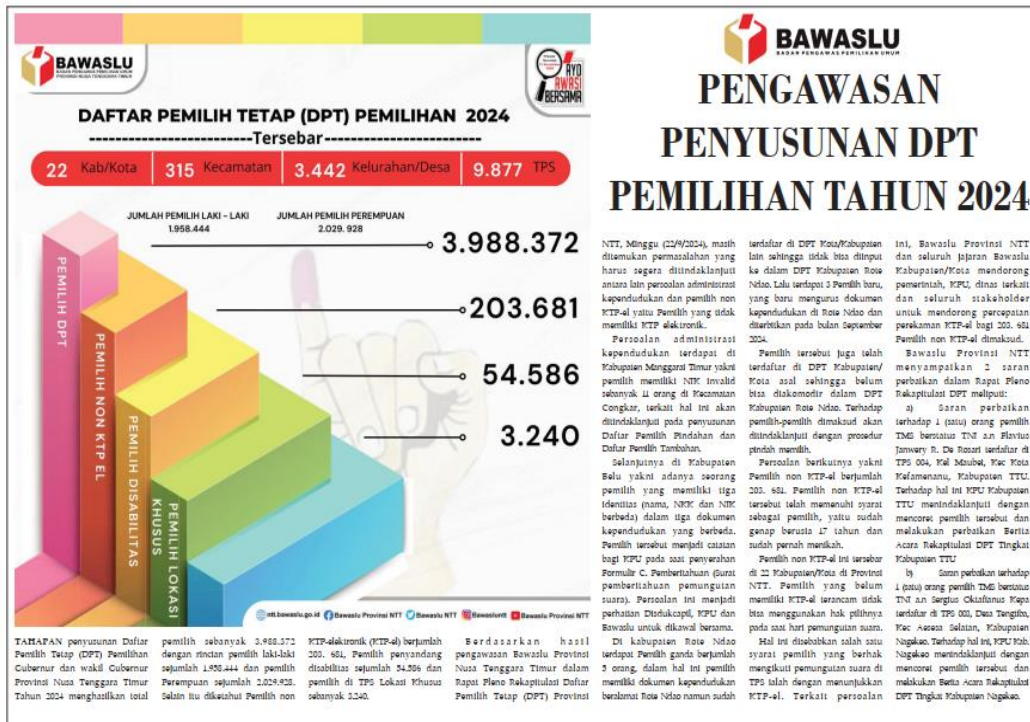 BAWASLU
BADAN PENGAWAS PEMILIHAN UMUM
PROVINSI NUSA TENGGARA TIMUR
AYO
AWASI
BERSAMA
DAFTAR PEMILIH TETAP (DPT) PEMILIHAN 2024
Tersebar
22 Kab/Kota 315 Kecamatan 3.442 Kelurahan/Desa 9.877 TPS
JUMLAH PEMILIH LAKI - LAKI
1.958.444
JUMLAH PEMILIH PEREMPUAN
2.029. 928
3.988.372
203.681
54.586
3.240
PEMILIH DPT
PEMILIH NON KTP EL
PEMILIH DISABILITAS
PEMILIH LOKASI
KHUSUS
ntt.bawaslu.go.id Bawaslu Provinsi NTT Bawaslu NTT Bawaslu Provinsi NTT
TAHAPAN penyusunan Daftar
Pemilih Tetap (DPT) Pemilihan
Gubernur dan wakil Gubernur
Provinsi Nusa Tenggara Timur
Tahun 2024 menghasilkan total
pemilih sebanyak 3.988.372
dengan rincian pemilih laki-laki
sejumlah 1.958.444 dan pemilih
Perempuan sejumlah 2.029.928.
Selain itu diketahui Pemilih non
KTP-elektronik (KTP-el) berjumlah
203. 681, Pemilih penyandang
disabilitas sejumlah 54.586 dan
pemilih di TPS Lokasi Khusus
sebanyak 3.240.
Berdasarkan hasil
pengawasan Bawaslu Provinsi
Nusa Tenggara Timur dalam
Rapat Pleno Rekapitulasi Daftar
Pemilih Tetap (DPT) Provinsi
BAWASLU
BADAN PENGAWAS PEMILIHAN UMUM
PENGAWASAN
PENYUSUNAN DPT
PEMILIHAN TAHUN 2024
NTT, Minggu (22/9/2024), masih
ditemukan permasalahan yang
harus segera ditindaklanjuti
antara lain persoalan administrasi
kependudukan dan pemilih non
KTP-el yaitu Pemilih yang tidak
memiliki KTP elektronik.
Persoalan administrasi
kependudukan terdapat di
Kabupaten Manggarai Timur yakni
pemilih memiliki NIK invalid
sebanyak 11 orang di Kecamatan
Congkar, terkait hal ini akan
ditindaklanjuti pada penyusunan
Daftar Pemilih Pindahan dan
Daftar Pemilih Tambahan.
Selanjutnya di Kabupaten
Belu yakni adanya seorang
pemilih yang memiliki tiga
identitas (nama, NKK dan NIK
berbeda) dalam tiga dokumen
kependudukan yang berbeda.
Pemilih tersebut menjadi catatan
bagi KPU pada saat penyerahan
Formulir C. Pemberitahuan (Surat
pemberitahuan pemungutan
suara). Persoalan ini menjadi
perhatian Disdukcapil, KPU dan
Bawaslu untuk dikawal bersama.
Di kabupaten Rote Ndao
terdapat Pemilih ganda berjumlah
5 orang, dalam hal ini pemilih
memiliki dokumen kependudukan
beralamat Rote Ndao namun sudah
terdaftar di DPT Kota/Kabupaten
lain sehingga tidak bisa diinput
ke dalam DPT Kabupaten Rote
Ndao. Lalu terdapat 3 Pemilih baru,
yang baru mengurus dokumen
kependudukan di Rote Ndao dan
diterbitkan pada bulan September
2024.
Pemilih tersebut juga telah
terdaftar di DPT Kabupaten/
Kota asal sehingga belum
bisa diakomodir dalam DPT
Kabupaten Rote Ndao. Terhadap
pemilih-pemilih dimaksud akan
ditindaklanjuti dengan prosedur
pindah memilih.
Persoalan berikutnya yakni
Pemilih non KTP-el berjumlah
203. 681. Pemilih non KTP-el
tersebut telah memenuhi syarat
sebagai pemilih, yaitu sudah
genap berusia 17 tahun dan
sudah pernah menikah.
Pemilih non KTP-el ini tersebar
di 22 Kabupaten/Kota di Provinsi
NTT. Pemilih yang belum
memiliki KTP-el terancam tidak
bisa menggunakan hak pilihnya
pada saat hari pemungutan suara.
Hal ini disebabkan salah satu
syarat pemilih yang berhak
mengikuti pemungutan suara di
TPS ialah dengan menunjukkan
KTP-el. Terkait persoalan
ini, Bawaslu Provinsi NTT
dan seluruh jajaran Bawaslu
Kabupaten/Kota mendorong
pemerintah, KPU, dinas terkait
dan seluruh stakeholder
untuk mendorong percepatan
perekaman KTP-el bagi 203. 681
Pemilih non KTP-el dimaksud.
Bawaslu Provinsi NTT
menyampaikan 2 saran
perbaikan dalam Rapat Pleno
Rekapitulasi DPT meliputi:
a) Saran perbaikan
terhadap 1 (satu) orang pemilih
TMS berstatus TNI a.n Flavius
Janwery R. De Rosari terdaftar di
TPS 004, Kel Maubeli, Kec Kota
Kefamenanu, Kabupaten TTU.
Terhadap hal ini KPU Kabupaten
TTU menindaklanjuti dengan
mencoret pemilih tersebut dan
melakukan perbaikan Berita
Acara Rekapitulasi DPT Tingkat
Kabupaten TTU
b) Saran perbaikan terhadap
1 (satu) orang pemilih TMS berstatus
TNI a.n Sergius Oktafianus Kepa
terdaftar di TPS 003, Desa Tengatiba,
Kec Aesesa Selatan, Kabupaten
Nagekeo. Terhadap hal ini, KPU Kab.
Nagekeo menindaklanjuti dengan
mencoret pemilih tersebut dan
melakukan Berita Acara Rekapitulasi
DPT Tingkat Kabupaten Nagekeo.